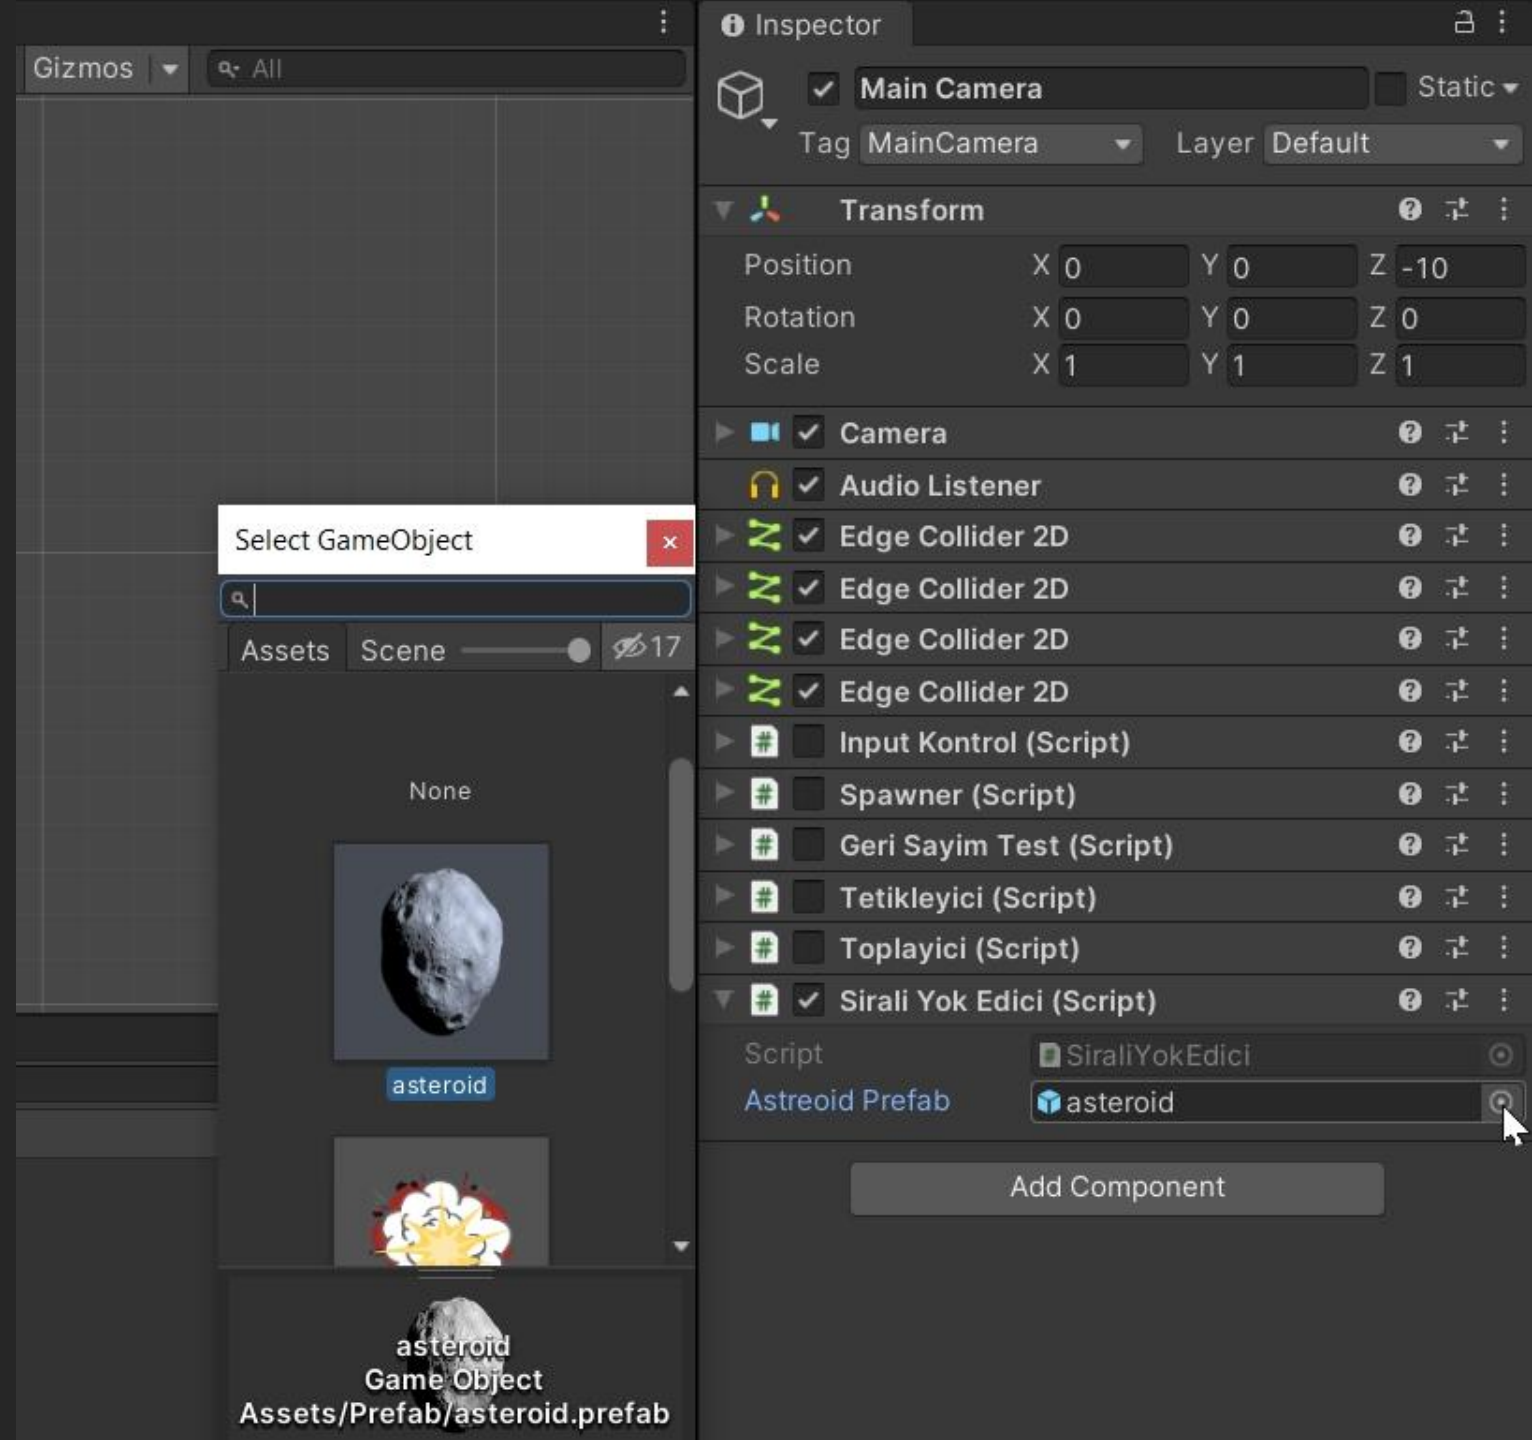 Inspector
Gizmos
All
Main Camera
Static
Tag MainCamera Layer Default
Transform
Position X 0 Y 0 Z -10
Rotation X 0 Y 0 Z 0
Scale X 1 Y 1 Z 1
Camera
Audio Listener
Edge Collider 2D
Edge Collider 2D
Edge Collider 2D
Edge Collider 2D
Input Kontrol (Script)
Spawner (Script)
Geri Sayim Test (Script)
Tetikleyici (Script)
Toplayici (Script)
Sirali Yok Edici (Script)
Script SiraliYokEdici
Astreoid Prefab asteroid
Add Component
Select GameObject
Assets Scene 17
None
asteroid
asteroid
Game Object
Assets/Prefab/asteroid.prefab